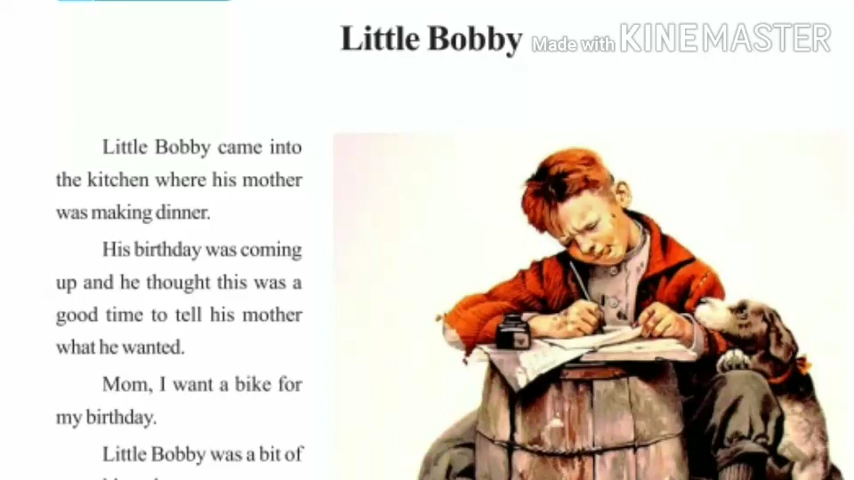 Little Bobby
Made with KINEMASTER
Little Bobby came into
the kitchen where his mother
was making dinner.
His birthday was coming
up and he thought this was a
good time to tell his mother
what he wanted.
Mom, I want a bike for
my birthday.
Little Bobby was a bit of